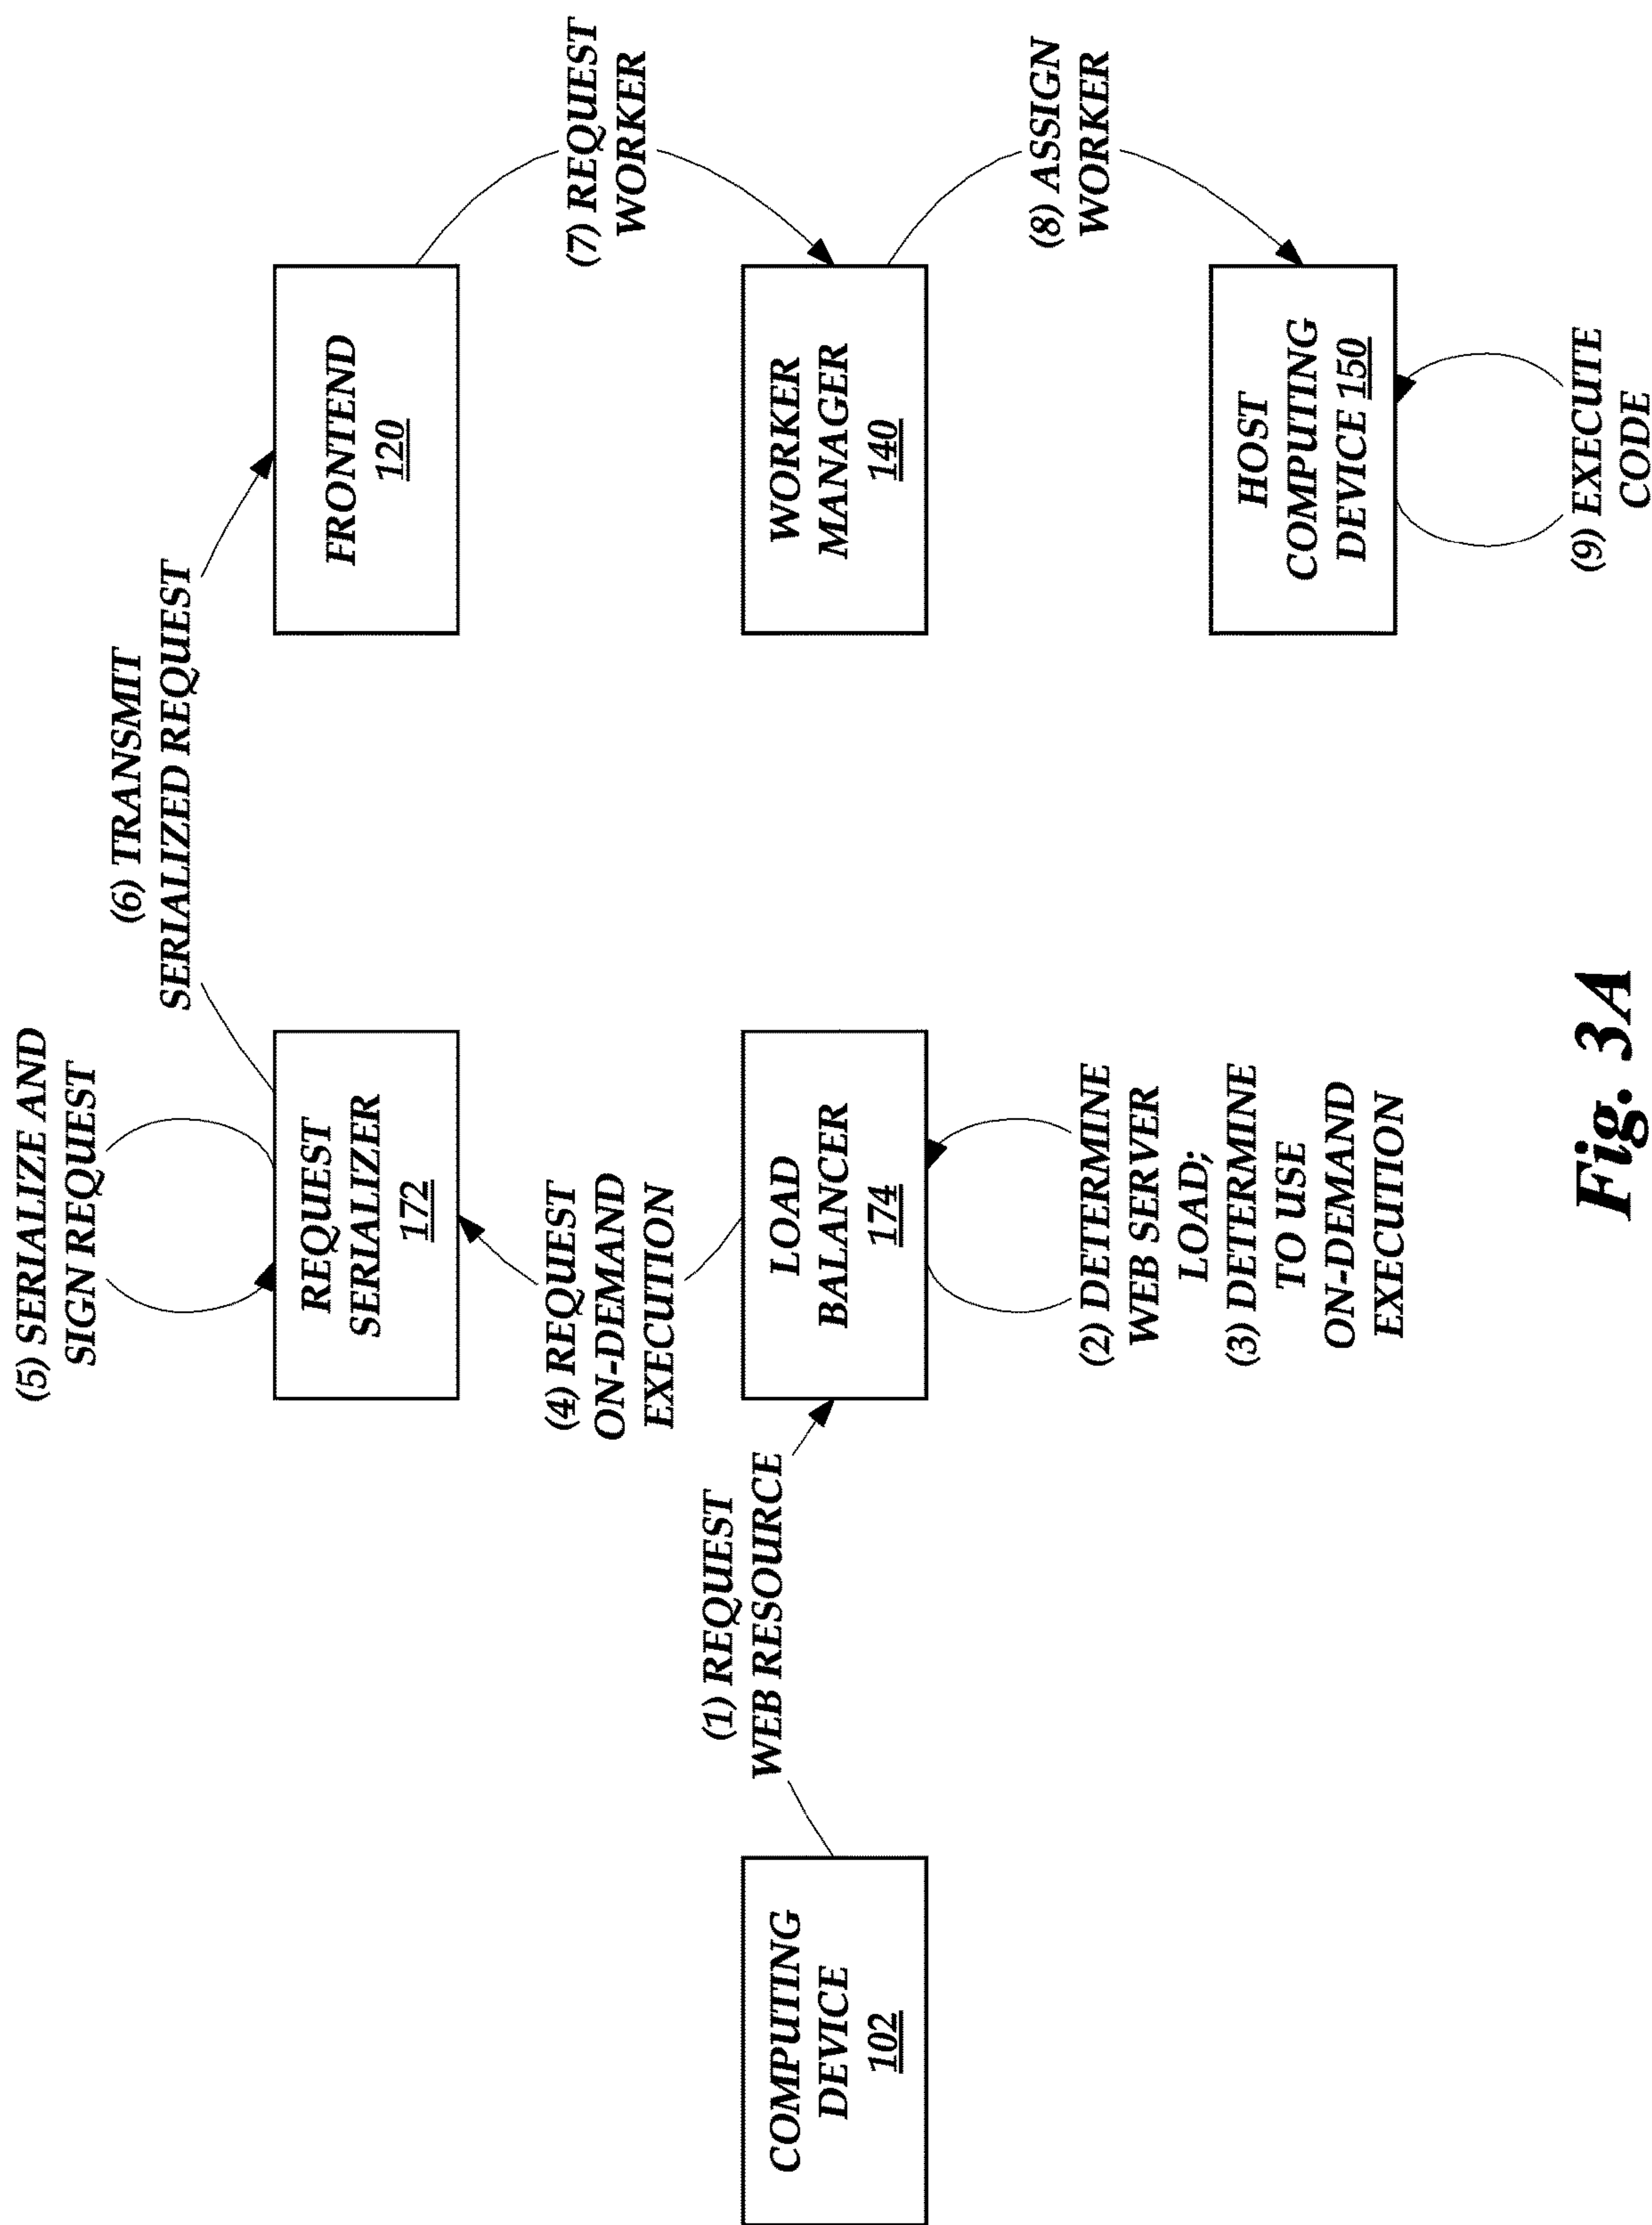 (5) SERIALIZE AND
SIGN REQUEST
(6) TRANSMIT
SERIALIZED REQUEST
REQUEST
SERIALIZER
172
FRONTEND
120
(4) REQUEST
ON-DEMAND
EXECUTION
(7) REQUEST
WORKER
(1) REQUEST
WEB RESOURCE
COMPUTING
DEVICE
102
LOAD
BALANCER
174
WORKER
MANAGER
140
(2) DETERMINE
WEB SERVER
LOAD;
(3) DETERMINE
TO USE
ON-DEMAND
EXECUTION
(8) ASSIGN
WORKER
HOST
COMPUTING
DEVICE 150
(9) EXECUTE
CODE
Fig. 3A